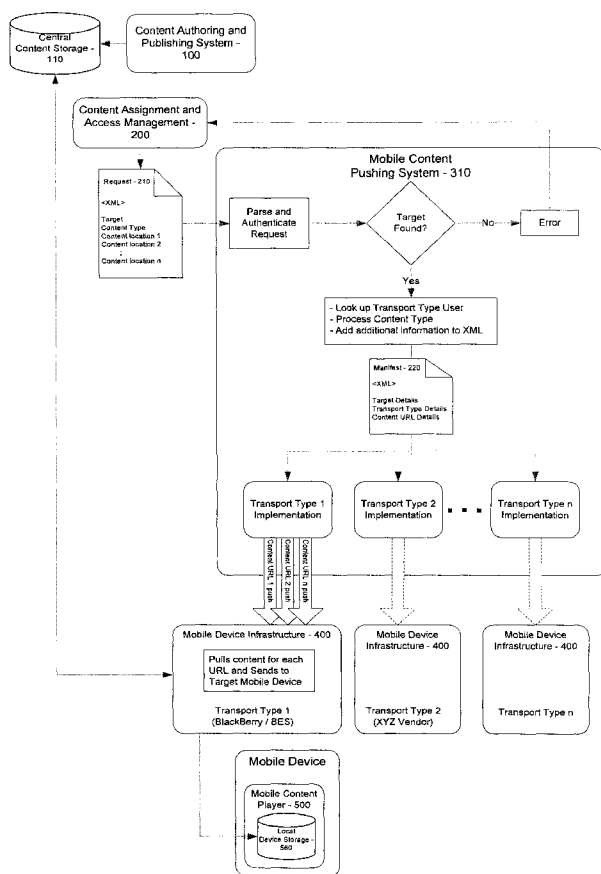 Central
Content Storage -
110
Content Authoring and
Publishing System -
100
Content Assignment and
Access Management -
200
Mobile Content
Pushing System - 310
Request - 210
<XML>
Target
Content Type
Content location 1
Content location 2
:
Content location n
Parse and
Authenticate
Request
Target
Found?
No
Error
Yes
- Look up Transport Type User
- Process Content Type
- Add additional information to XML
Manifest - 220
<XML>
Target Details
Transport Type Details
Content URL Details
Transport Type 1
Implementation
Transport Type 2
Implementation
Transport Type n
Implementation
Content URL 1 push
Content URL 2 push
Content URL n push
Mobile Device Infrastructure - 400
Pulls content for each
URL and Sends to
Target Mobile Device
Transport Type 1
(BlackBerry / BES)
Mobile Device
Infrastructure - 400
Transport Type 2
(XYZ Vendor)
Mobile Device
Infrastructure - 400
Transport Type n
Mobile Device
Mobile Content
Player - 500
Local
Device Storage -
560